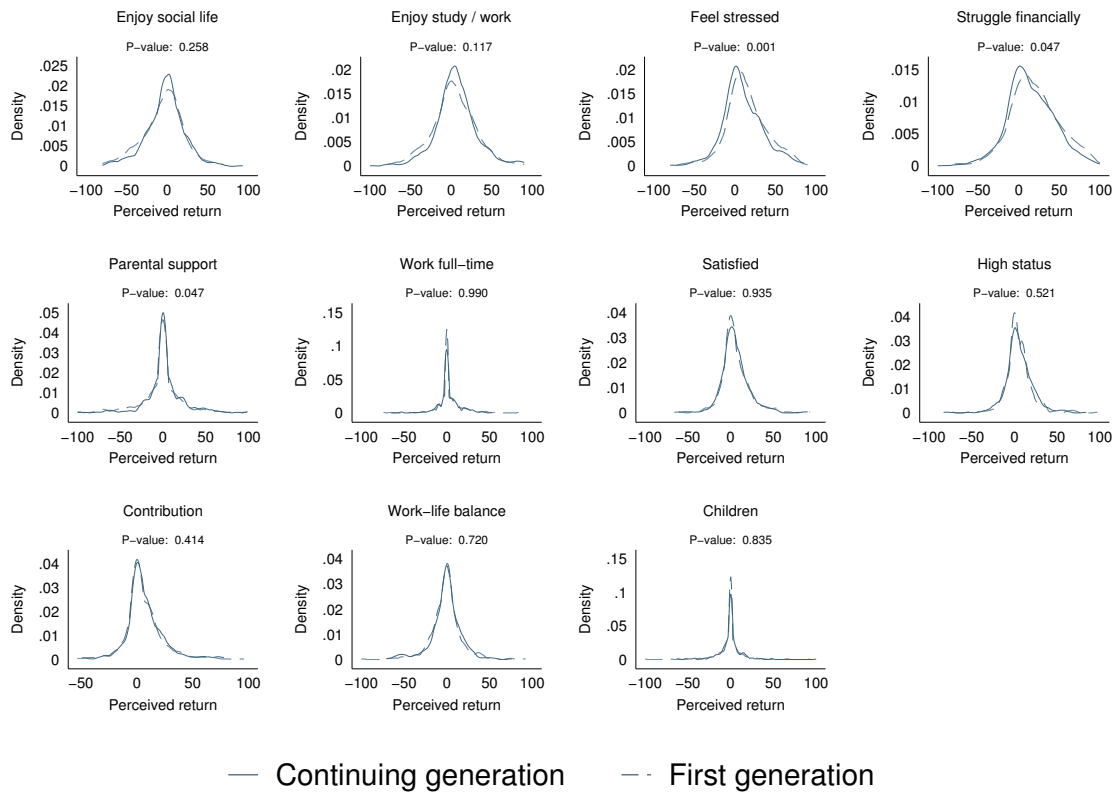 Enjoy social life
P−value: 0.258
Density
.025
.02
.015
.01
.005
0
−100 −50 0 50 100
Perceived return
Enjoy study / work
P−value: 0.117
Density
.02
.015
.01
.005
0
−100 −50 0 50 100
Perceived return
Feel stressed
P−value: 0.001
Density
.02
.015
.01
.005
0
−100 −50 0 50 100
Perceived return
Struggle financially
P−value: 0.047
Density
.015
.01
.005
0
−100 −50 0 50 100
Perceived return
Parental support
P−value: 0.047
Density
.05
.04
.03
.02
.01
0
−100 −50 0 50 100
Perceived return
Work full−time
P−value: 0.990
Density
.15
.1
.05
0
−100 −50 0 50 100
Perceived return
Satisfied
P−value: 0.935
Density
.04
.03
.02
.01
0
−100 −50 0 50 100
Perceived return
High status
P−value: 0.521
Density
.04
.03
.02
.01
0
−100 −50 0 50 100
Perceived return
Contribution
P−value: 0.414
Density
.04
.03
.02
.01
0
−50 0 50 100
Perceived return
Work−life balance
P−value: 0.720
Density
.04
.03
.02
.01
0
−100 −50 0 50 100
Perceived return
Children
P−value: 0.835
Density
.15
.1
.05
0
−100 −50 0 50 100
Perceived return
Continuing generation First generation